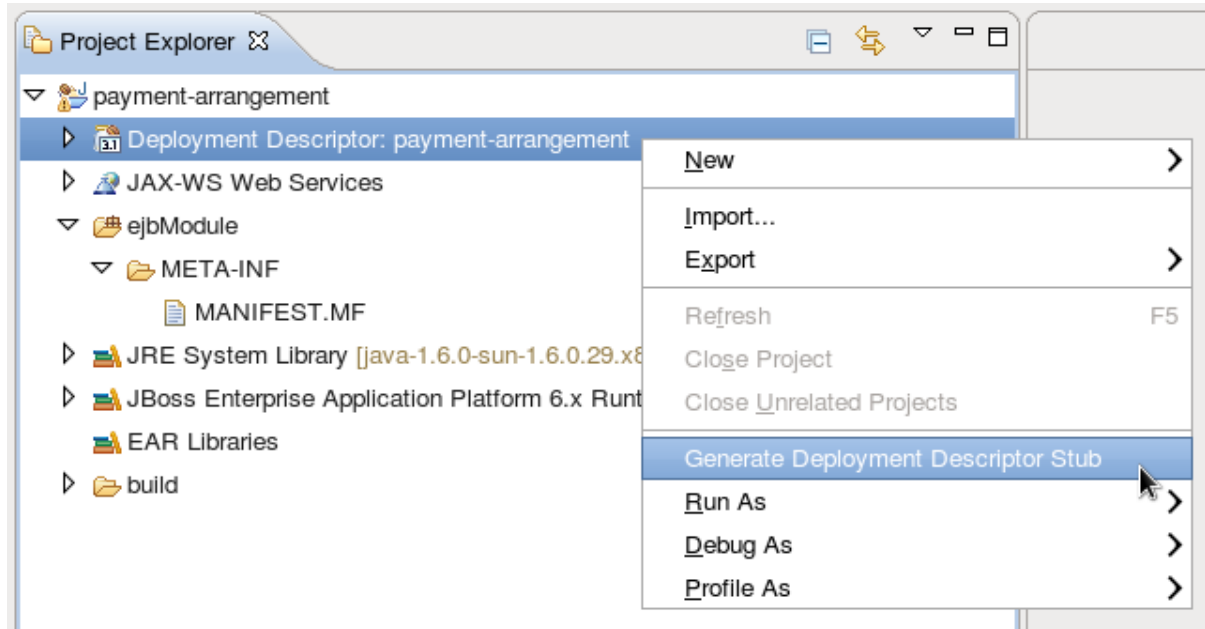 Project Explorer
payment-arrangement
3.1 Deployment Descriptor: payment-arrangement
JAX-WS Web Services
ejbModule
META-INF
MANIFEST.MF
JRE System Library [java-1.6.0-sun-1.6.0.29.x8
JBoss Enterprise Application Platform 6.x Runt
EAR Libraries
build
New
Import...
Export
Refresh F5
Close Project
Close Unrelated Projects
Generate Deployment Descriptor Stub
Run As
Debug As
Profile As